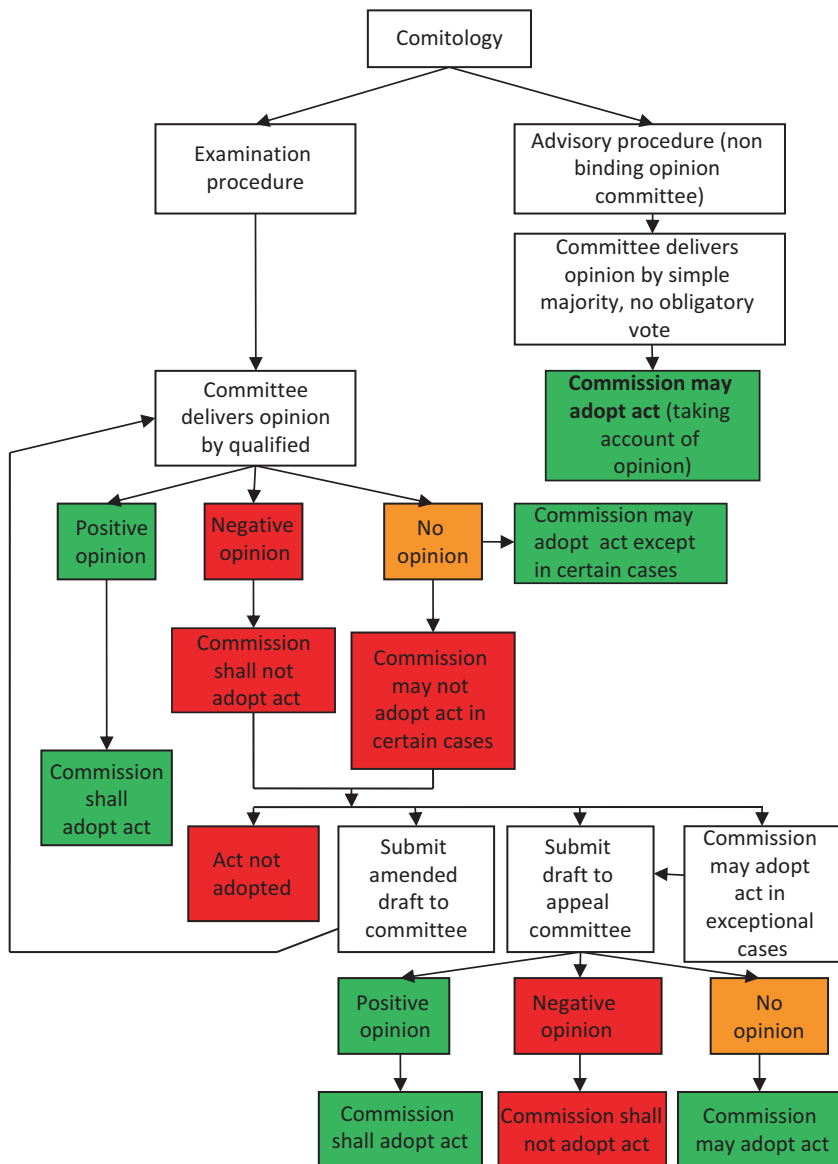 Comitology
Examination
procedure
Advisory procedure (non
binding opinion
committee)
Committee delivers
opinion by simple
majority, no obligatory
vote
Commission may
adopt act (taking
account of
opinion)
Committee
delivers opinion
by qualified
Positive
opinion
Negative
opinion
No
opinion
Commission may
adopt act except
in certain cases
Commission
shall not
adopt act
Commission
may not
adopt act in
certain cases
Commission
shall
adopt act
Act not
adopted
Submit
amended
draft to
committee
Submit
draft to
appeal
committee
Commission
may adopt
act in
exceptional
cases
Positive
opinion
Negative
opinion
No
opinion
Commission
shall adopt act
Commission shall
not adopt act
Commission
may adopt act